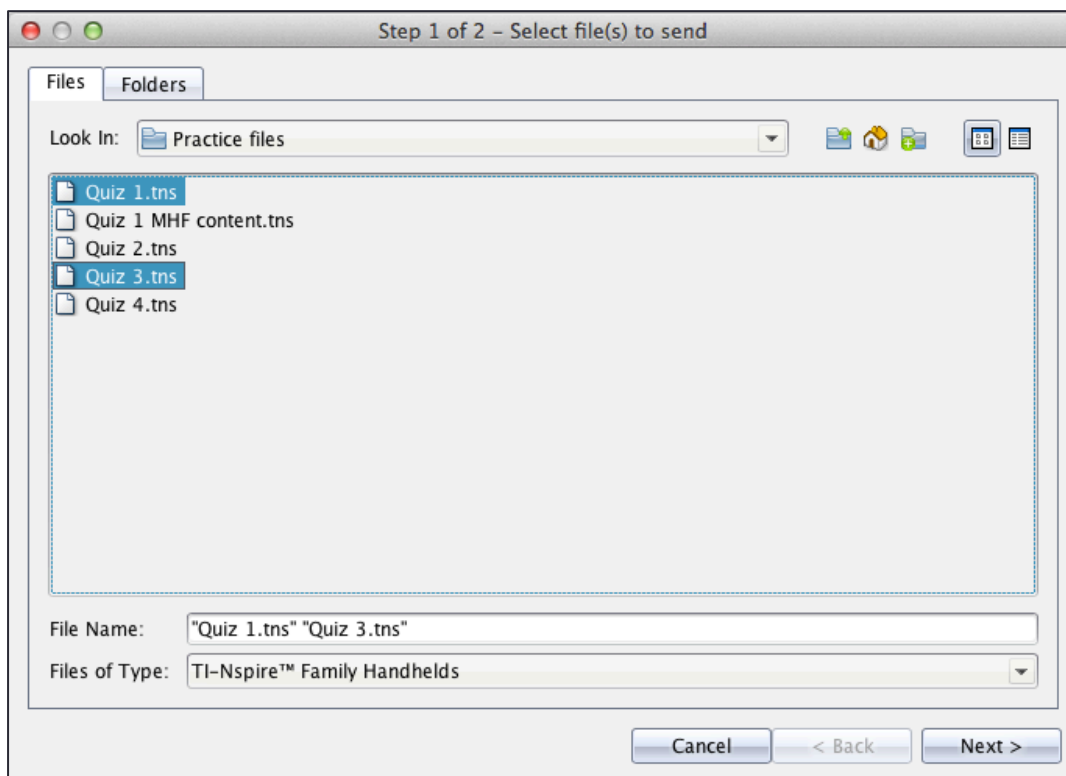 Step 1 of 2 – Select file(s) to send
Files Folders
Look In: Practice files
Quiz 1.tns
Quiz 1 MHF content.tns
Quiz 2.tns
Quiz 3.tns
Quiz 4.tns
File Name: "Quiz 1.tns" "Quiz 3.tns"
Files of Type: TI-Nspire™ Family Handhelds
Cancel < Back Next >